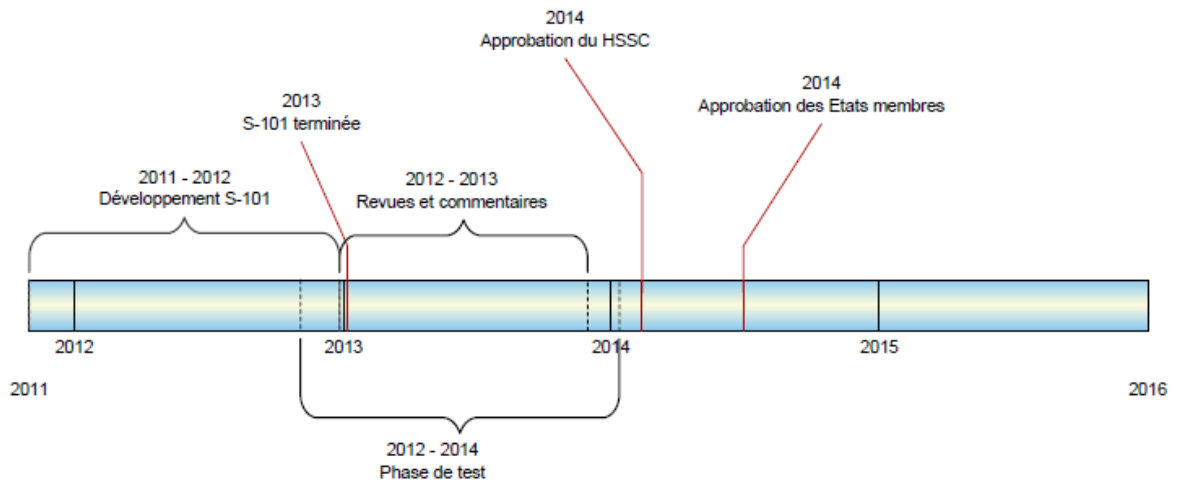 2014
Approbation du HSSC
2014
Approbation des Etats membres
2013
S-101 terminée
2011 - 2012
Développement S-101
2012 - 2013
Revues et commentaires
2012
2013
2014
2015
2011
2016
2012 - 2014
Phase de test